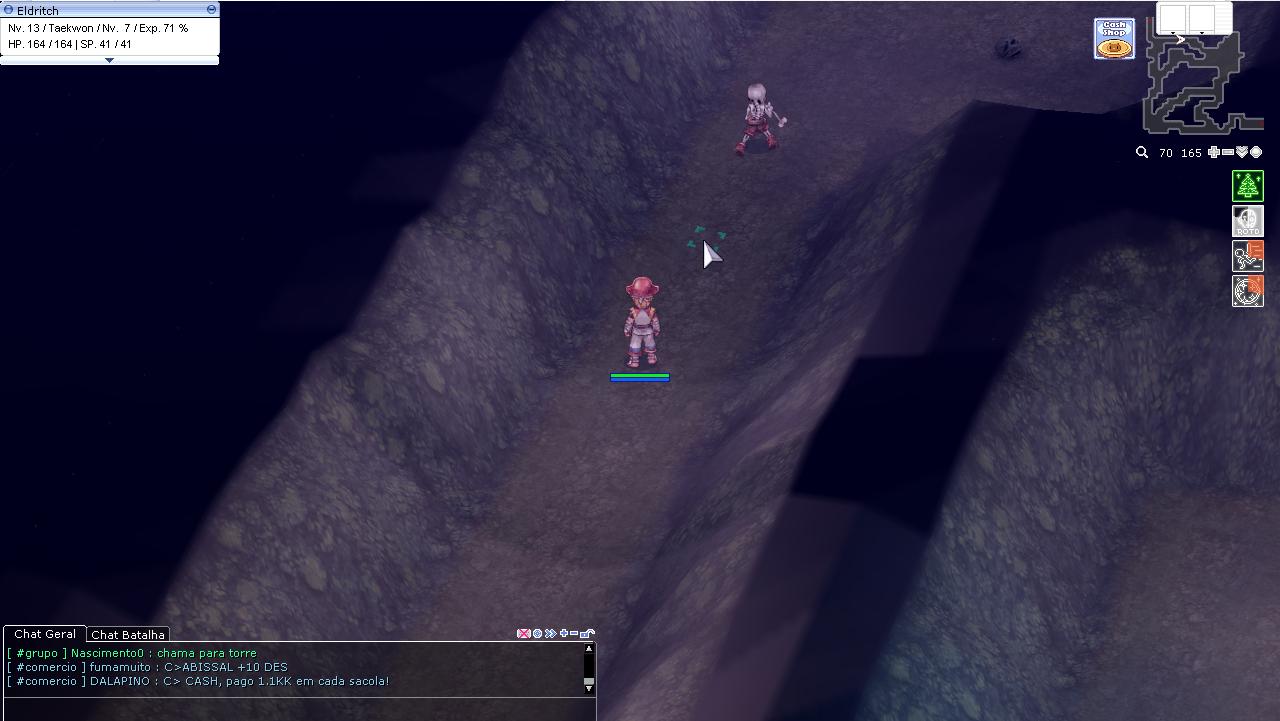 Eldritch
Nv. 13 / Taekwon / Nv. 7 / Exp. 71 %
HP. 164 / 164 | SP. 41 / 41
Cash Shop
70 165
ROTO
Chat Geral Chat Batalha
[ #grupo ] Nascimento0 : chama para torre
[ #comercio ] fumamuito : C>ABISSAL +10 DES
[ #comercio ] DALAPINO : C> CASH, pago 1.1KK em cada sacola!